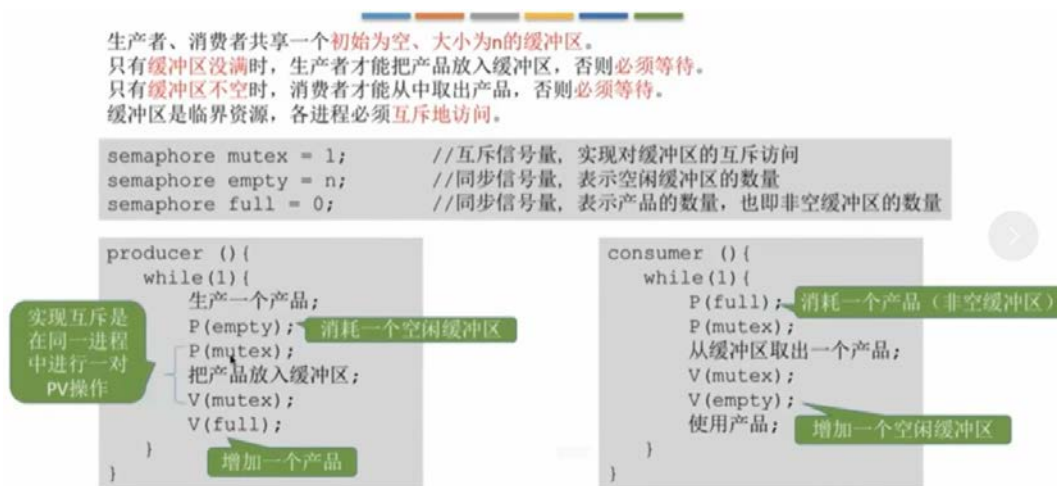 生产者、消费者共享一个初始为空、大小为n的缓冲区。
只有缓冲区没满时，生产者才能把产品放入缓冲区，否则必须等待。
只有缓冲区不空时，消费者才能从中取出产品，否则必须等待。
缓冲区是临界资源，各进程必须互斥地访问。
semaphore mutex = 1; //互斥信号量，实现对缓冲区的互斥访问
semaphore empty = n; //同步信号量，表示空闲缓冲区的数量
semaphore full = 0; //同步信号量，表示产品的数量，也即非空缓冲区的数量
producer (){
while(1){
生产一个产品;
P(empty); 消耗一个空闲缓冲区
P(mutex);
把产品放入缓冲区;
V(mutex);
V(full);
增加一个产品
}
}
实现互斥是
在同一进程
中进行一对
PV操作
consumer (){
while(1){
P(full); 消耗一个产品（非空缓冲区）
P(mutex);
从缓冲区取出一个产品;
V(mutex);
V(empty);
使用产品; 增加一个空闲缓冲区
}
}